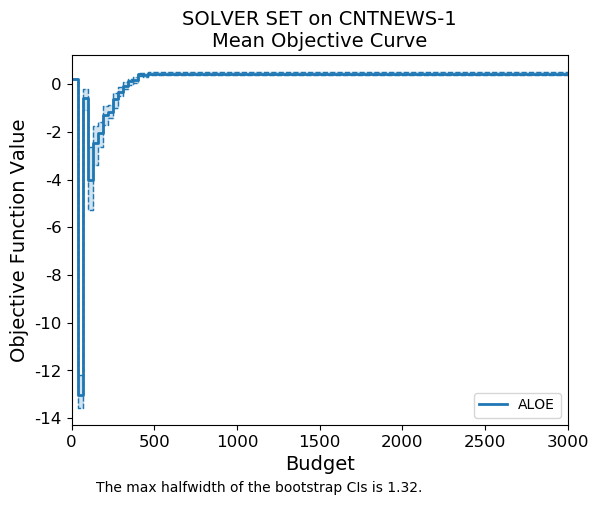 SOLVER SET on CNTNEWS-1
Mean Objective Curve
Objective Function Value
0
-2
-4
-6
-8
-10
-12
-14
0 500 1000 1500 2000 2500 3000
ALOE
Budget
The max halfwidth of the bootstrap CIs is 1.32.